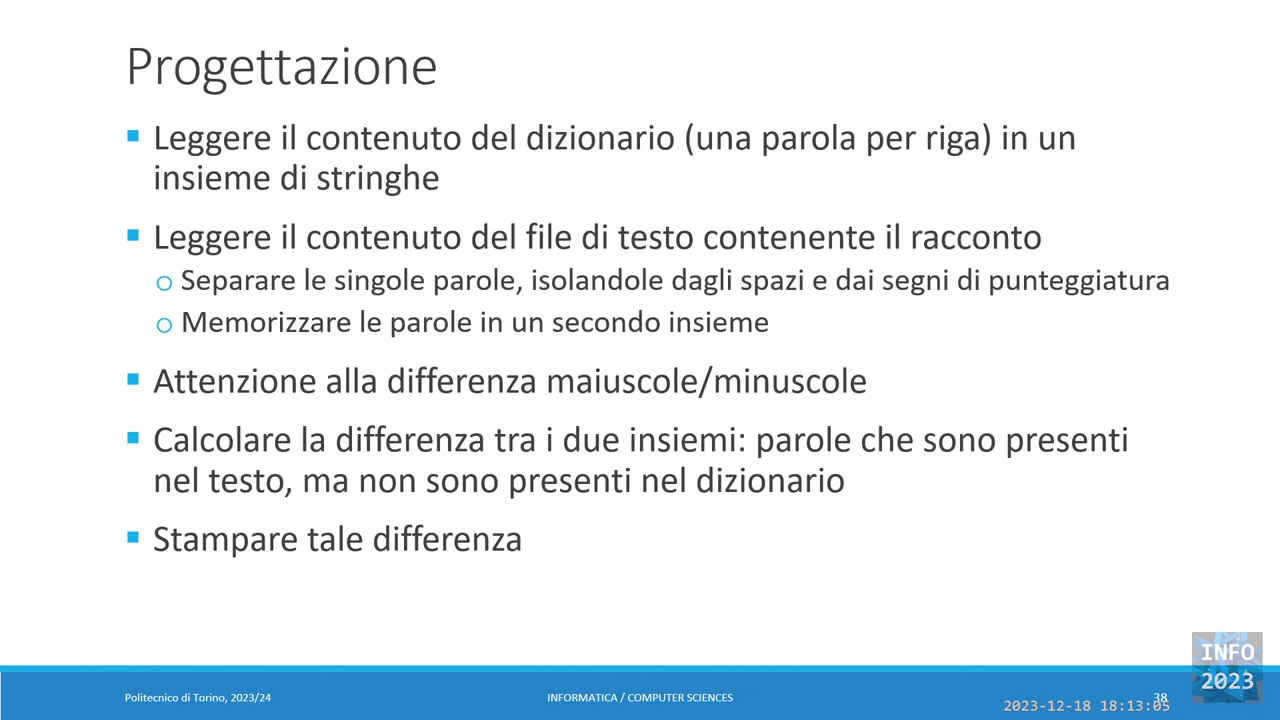 Progettazione
▪ Leggere il contenuto del dizionario (una parola per riga) in un
insieme di stringhe
▪ Leggere il contenuto del file di testo contenente il racconto
o Separare le singole parole, isolandole dagli spazi e dai segni di punteggiatura
o Memorizzare le parole in un secondo insieme
▪ Attenzione alla differenza maiuscole/minuscole
▪ Calcolare la differenza tra i due insiemi: parole che sono presenti
nel testo, ma non sono presenti nel dizionario
▪ Stampare tale differenza
INFO
2023
Politecnico di Torino, 2023/24
INFORMATICA / COMPUTER SCIENCES
38
2023-12-18 18:13:05